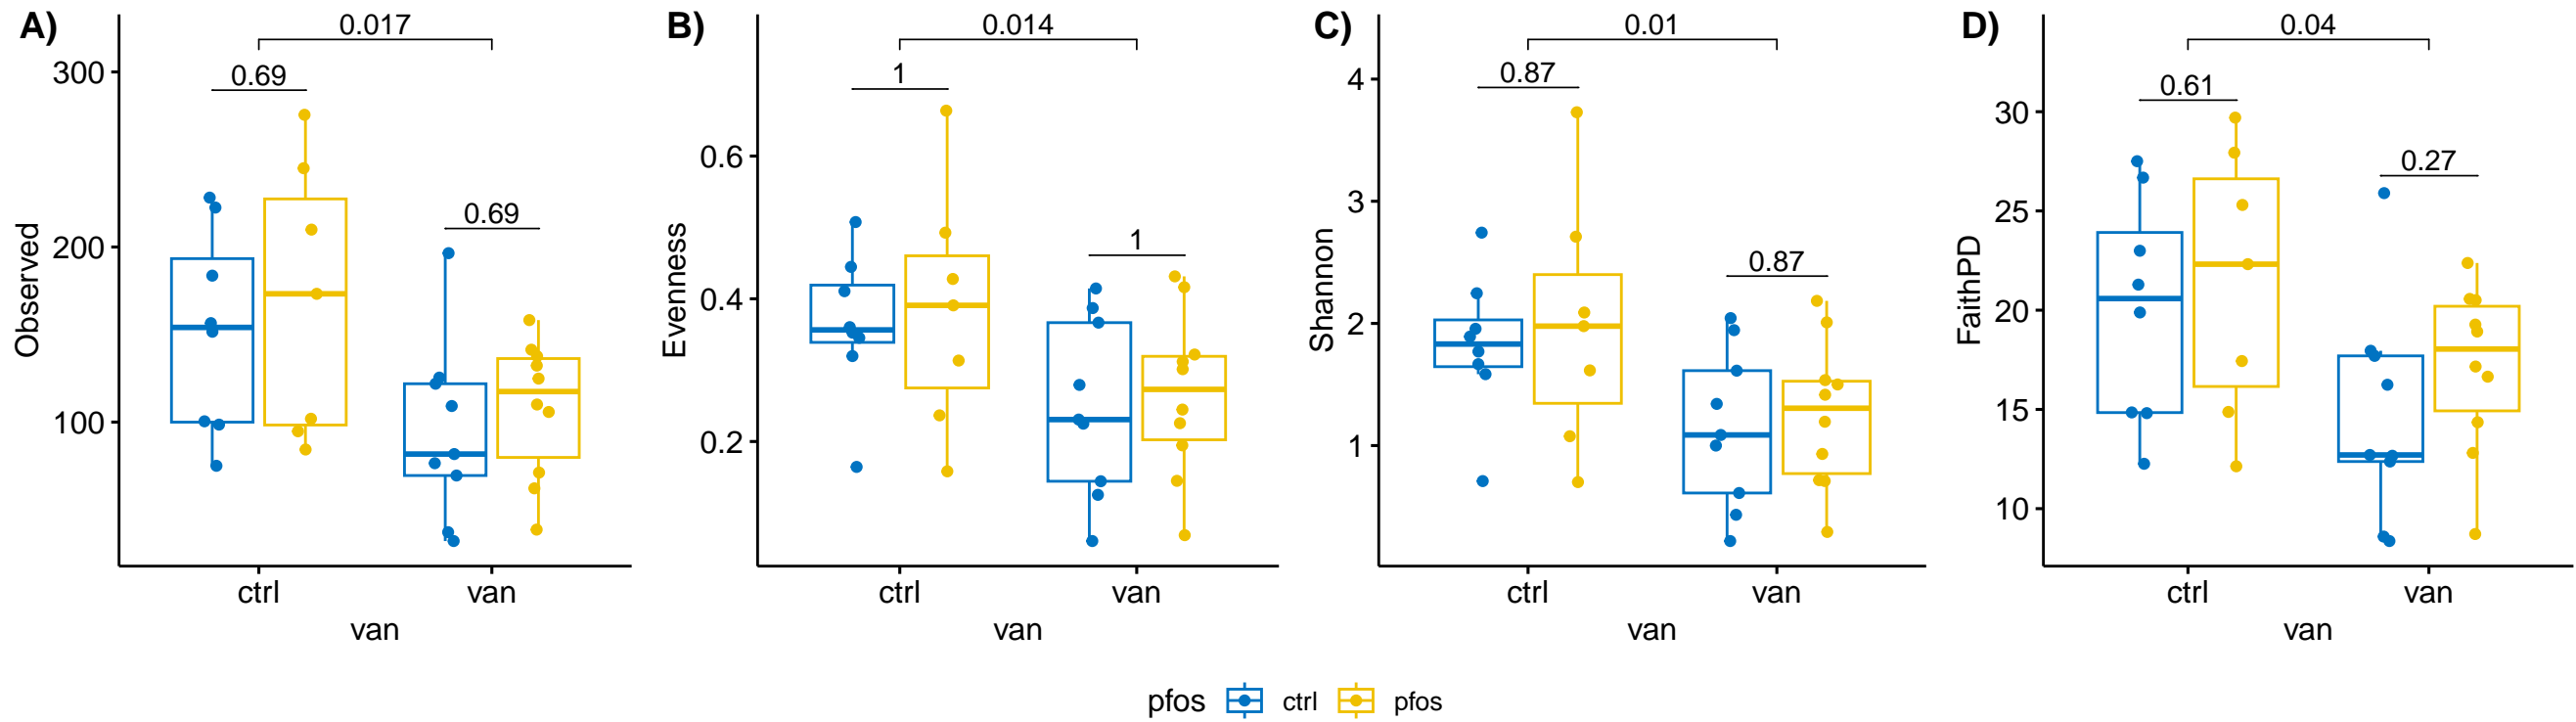 A)
0.017
0.69
0.69
Observed
300
200
100
ctrl
van
van
B)
0.014
1
1
Evenness
0.6
0.4
0.2
ctrl
van
van
C)
0.01
0.87
0.87
Shannon
4
3
2
1
ctrl
van
van
D)
0.04
0.61
0.27
FaithPD
30
25
20
15
10
ctrl
van
van
pfos ctrl pfos